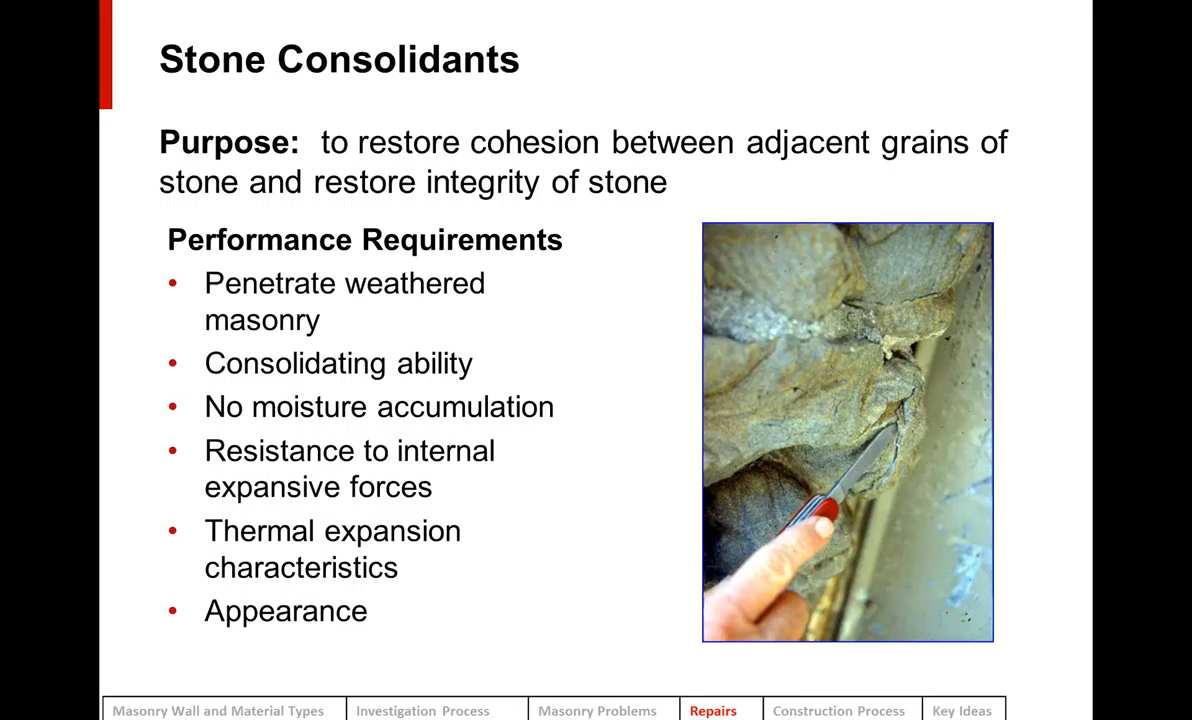 Stone Consolidants
Purpose: to restore cohesion between adjacent grains of
stone and restore integrity of stone
Performance Requirements
• Penetrate weathered
masonry
• Consolidating ability
• No moisture accumulation
• Resistance to internal
expansive forces
• Thermal expansion
characteristics
• Appearance
Masonry Wall and Material Types Investigation Process Masonry Problems Repairs Construction Process Key Ideas